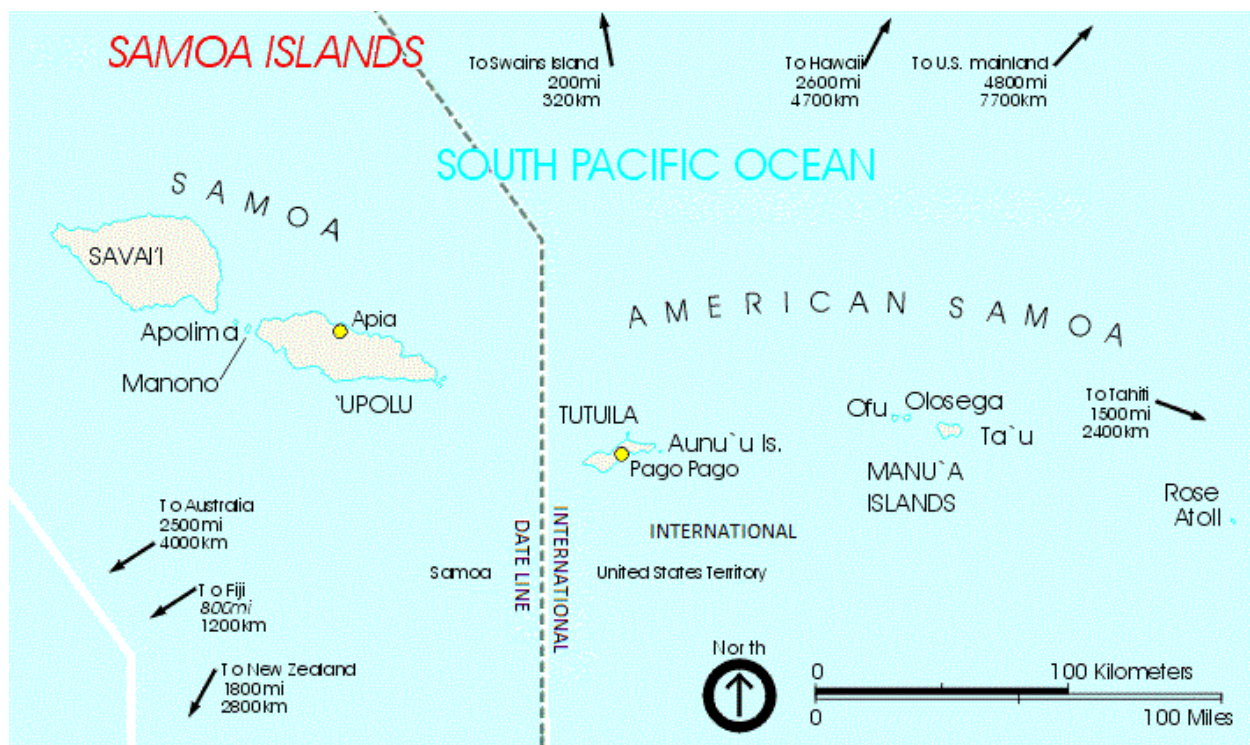 SAMOA ISLANDS
To Swains Island
200mi
320km
To Hawaii
2600mi
4700km
To U.S. mainland
4800mi
7700km
SOUTH PACIFIC OCEAN
SAMOA
SAVAI'I
Apolima
Manono
Apia
`UPOLU
AMERICAN SAMOA
TUTUILA
Aunu`u Is.
Pago Pago
Ofu
Olosega
Ta`u
MANU`A
ISLANDS
To Tahiti
1500mi
2400km
Rose
Atoll
To Australia
2500mi
4000km
To Fiji
800mi
1200km
To New Zealand
1800mi
2800km
Samoa
DATE LINE
INTERNATIONAL
INTERNATIONAL
United States Territory
North
0 100 Kilometers
0 100 Miles